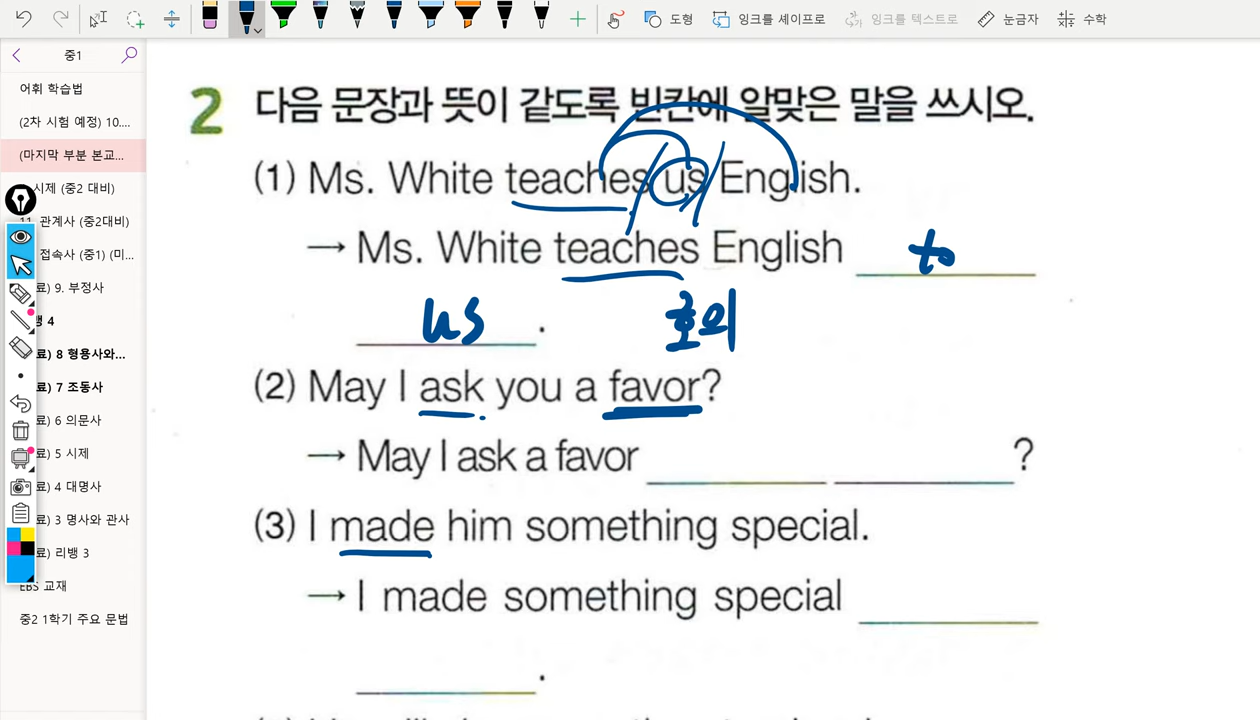 도형
잉크를 셰이프로
잉크를 텍스트로
눈금자
수학
중1
어휘 학습법
(2차 시험 예정) 10....
(마지막 부분 본교...
시제 (중2 대비)
11. 관계사 (중2대비)
접속사 (중1) (미...
료) 9. 부정사
뱅 4
료) 8 형용사와...
료) 7 조동사
료) 6 의문사
료) 5 시제
료) 4 대명사
료) 3 명사와 관사
료) 리뱅 3
EBS 교재
중2 1학기 주요 문법
2 다음 문장과 뜻이 같도록 빈칸에 알맞은 말을 쓰시오.
(1) Ms. White teaches us English.
→ Ms. White teaches English to
us .
호의
(2) May I ask you a favor?
→ May I ask a favor ?
(3) I made him something special.
→ I made something special
.